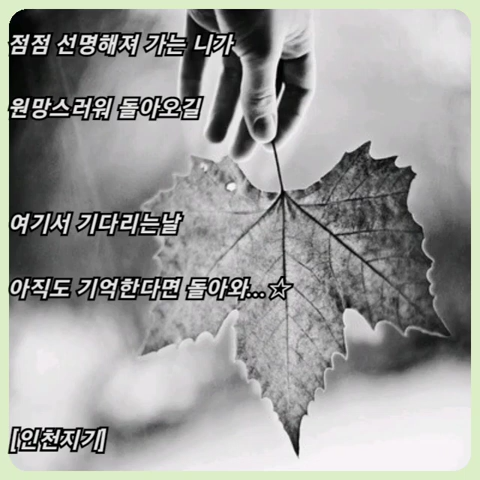 점점 선명해져 가는 니가
원망스러워 돌아오길
여기서 기다리는날
아직도 기억한다면 돌아와...☆
[인천지기]